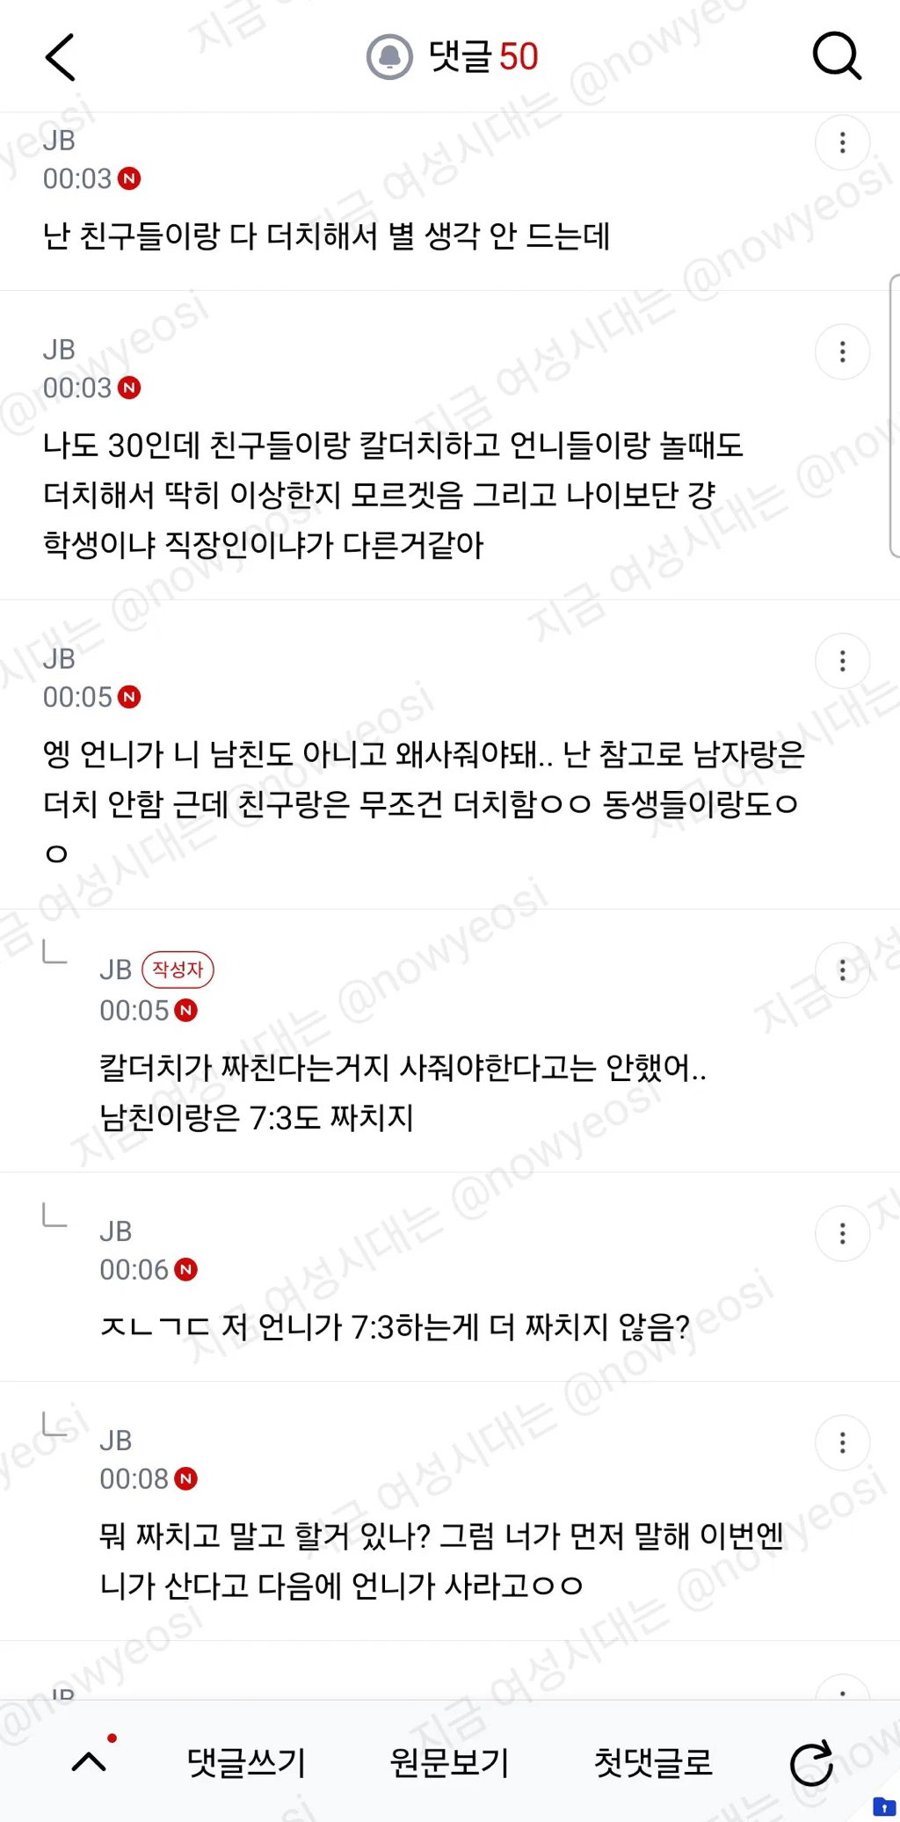 댓글 50
JB
00:03 N
난 친구들이랑 다 더치해서 별 생각 안 드는데
JB
00:03 N
나도 30인데 친구들이랑 칼더치하고 언니들이랑 놀때도
더치해서 딱히 이상한지 모르겟음 그리고 나이보단 걍
학생이냐 직장인이냐가 다른거같아
JB
00:05 N
엥 언니가 니 남친도 아니고 왜사줘야돼.. 난 참고로 남자랑은
더치 안함 근데 친구랑은 무조건 더치함ㅇㅇ 동생들이랑도ㅇ
ㅇ
JB 작성자
00:05 N
칼더치가 짜친다는거지 사줘야한다고는 안했어..
남친이랑은 7:3도 짜치지
JB
00:06 N
ㅈㄴㄱㄷ 저 언니가 7:3하는게 더 짜치지 않음?
JB
00:08 N
뭐 짜치고 말고 할거 있나? 그럼 너가 먼저 말해 이번엔
니가 산다고 다음에 언니가 사라고ㅇㅇ
JB
댓글쓰기 원문보기 첫댓글로
지금 여성시대는 @nowyeosi